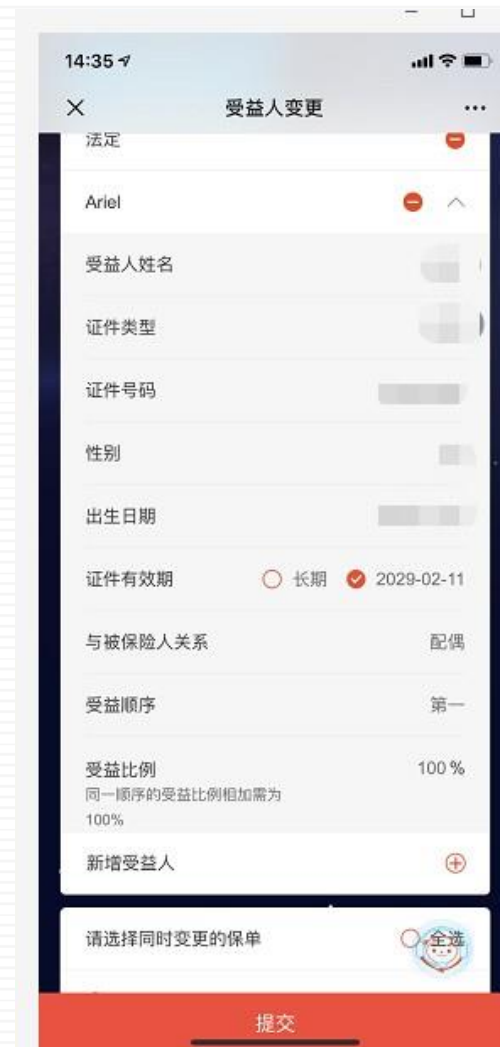 14:35
受益人变更
法定
Ariel
受益人姓名
证件类型
证件号码
性别
出生日期
证件有效期 长期 2029-02-11
与被保险人关系 配偶
受益顺序 第一
受益比例 100 %
同一顺序的受益比例相加需为
100%
新增受益人
请选择同时变更的保单 全选
提交